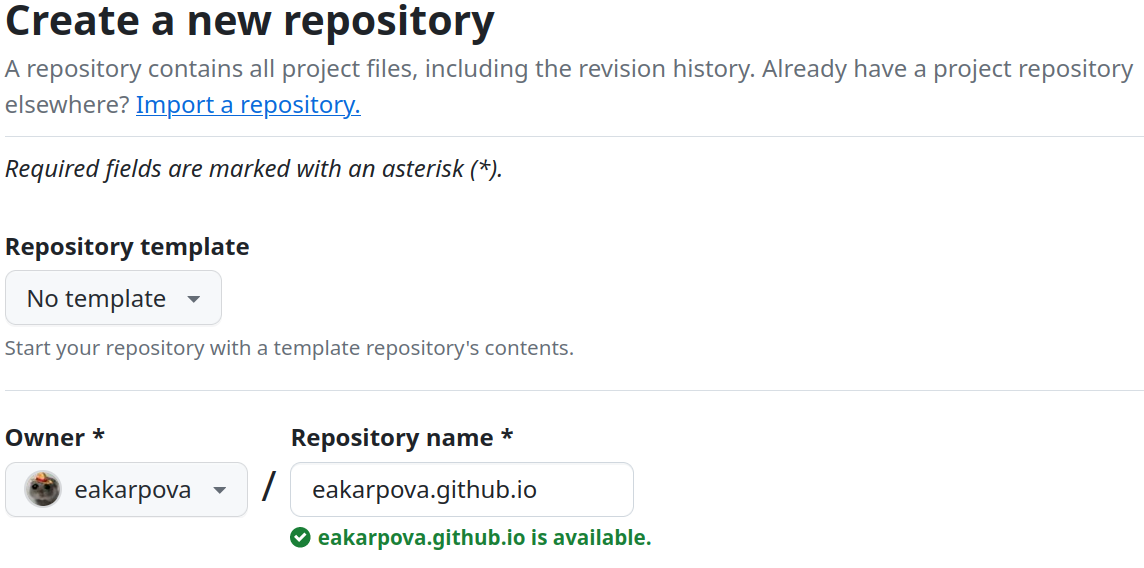 Create a new repository
A repository contains all project files, including the revision history. Already have a project repository
elsewhere? Import a repository.
Required fields are marked with an asterisk (*).
Repository template
No template
Start your repository with a template repository's contents.
Owner *
Repository name *
eakarpova / eakarpova.github.io
eakarpova.github.io is available.